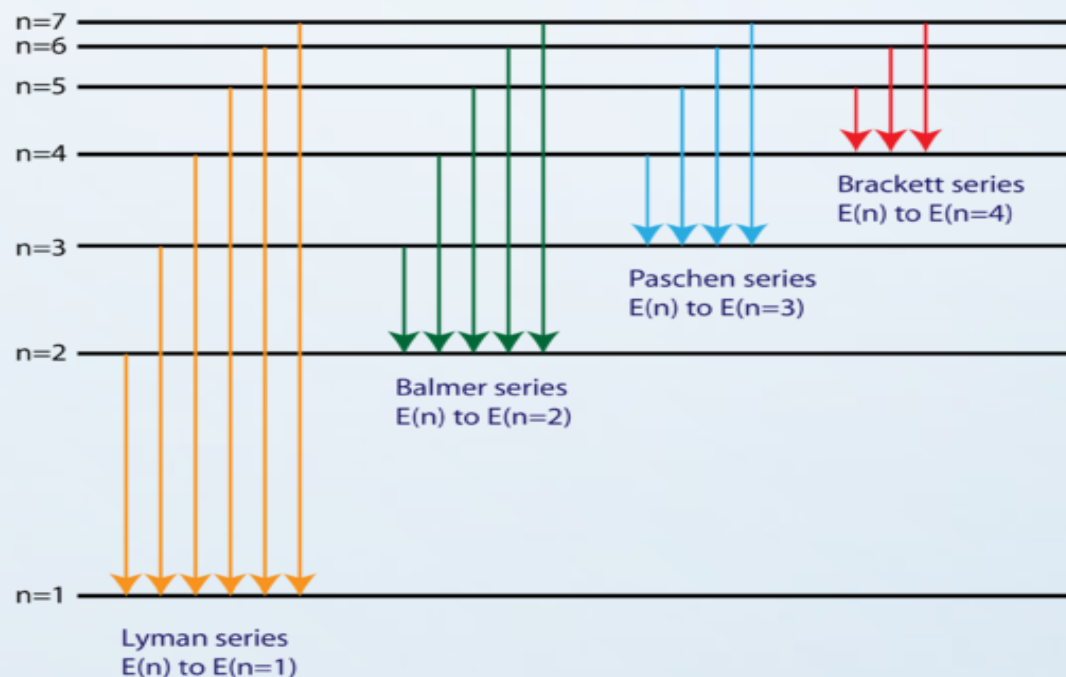 n=7
n=6
n=5
n=4
Brackett series
E(n) to E(n=4)
n=3
Paschen series
E(n) to E(n=3)
n=2
Balmer series
E(n) to E(n=2)
n=1
Lyman series
E(n) to E(n=1)